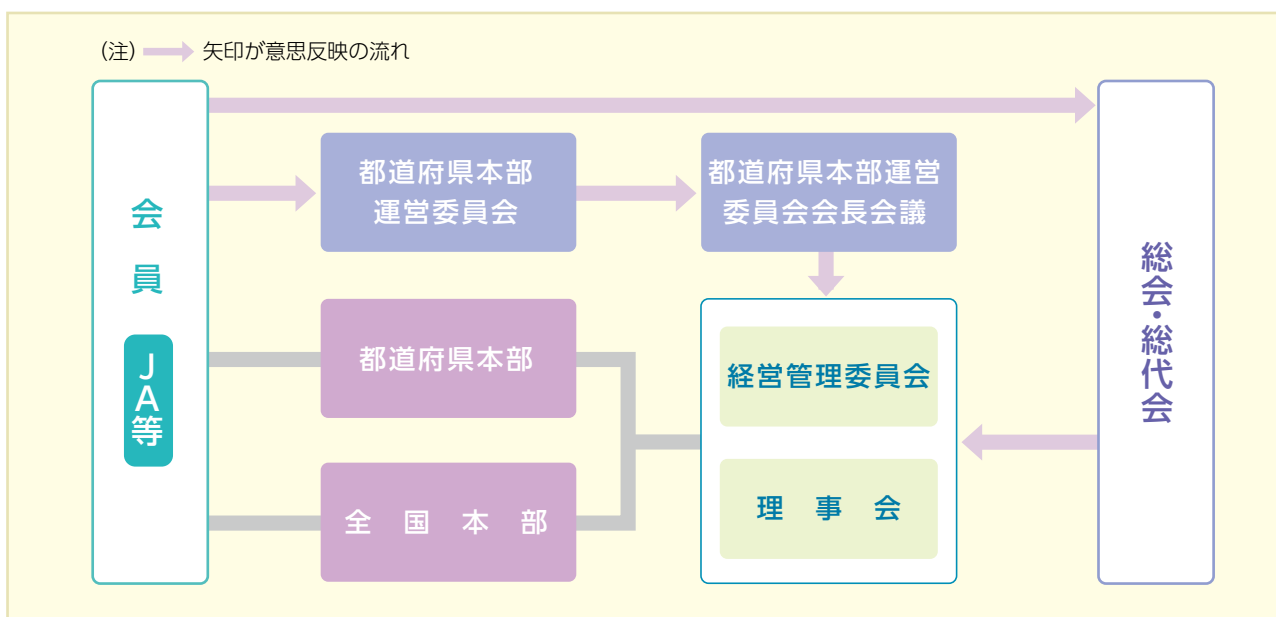 (注) 矢印が意思反映の流れ
会員
JA等
都道府県本部
運営委員会
都道府県本部運営
委員会会長会議
都道府県本部
全国本部
経営管理委員会
理事会
総会・総代会